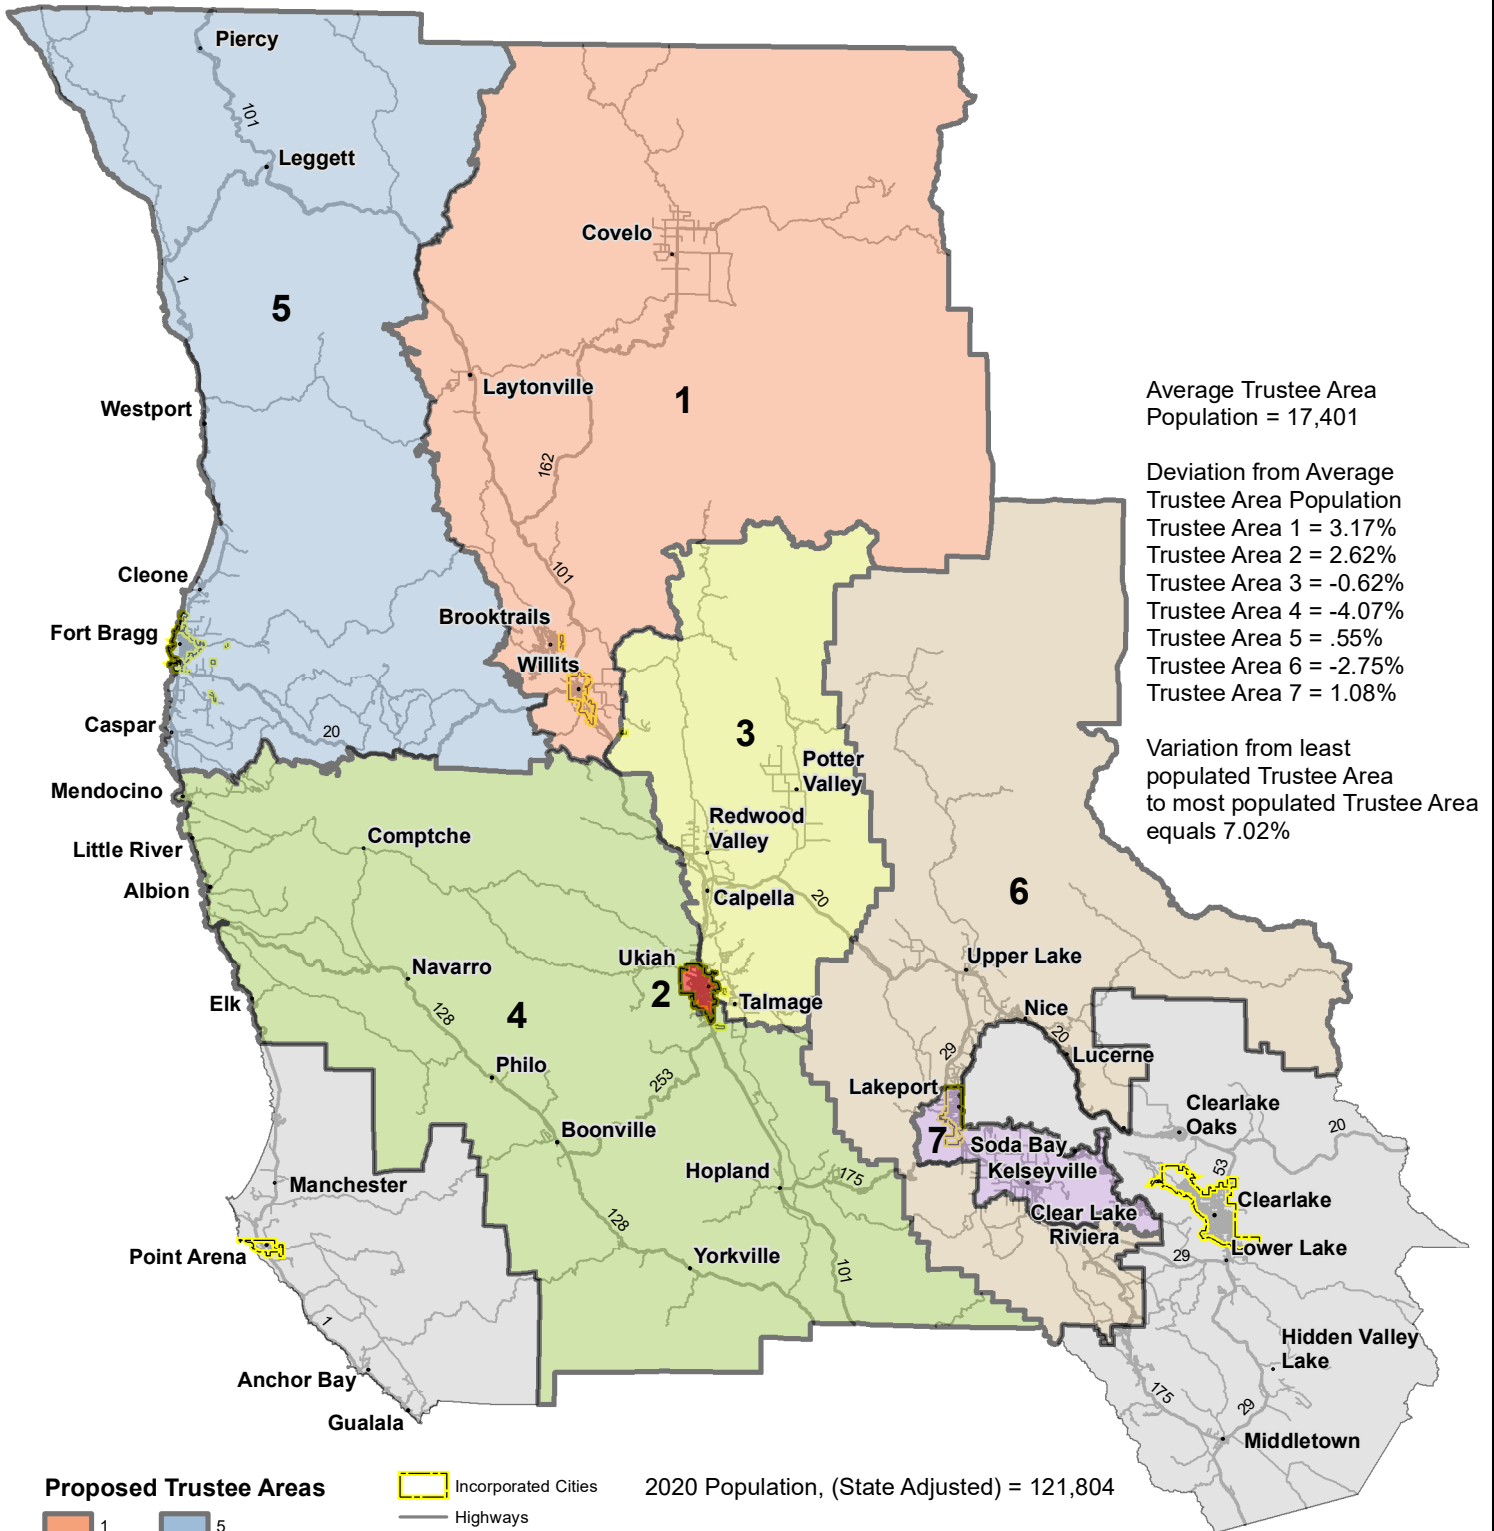 Piercy
101
Leggett
Covelo
1
5
Laytonville
1
Westport
162
Average Trustee Area
Population = 17,401
Deviation from Average
Trustee Area Population
Trustee Area 1 = 3.17%
Trustee Area 2 = 2.62%
Trustee Area 3 = -0.62%
Trustee Area 4 = -4.07%
Trustee Area 5 = .55%
Trustee Area 6 = -2.75%
Trustee Area 7 = 1.08%
Variation from least
populated Trustee Area
to most populated Trustee Area
equals 7.02%
Cleone
101
Brooktrails
Fort Bragg
Willits
Caspar
20
3
Potter
Valley
Mendocino
Redwood
Valley
Comptche
Little River
Albion
Calpella
20
6
Ukiah
Upper Lake
Navarro
2
Talmage
Elk
128
4
Nice
20
29
Lucerne
Philo
253
Lakeport
Clearlake
Oaks
20
Boonville
7
Soda Bay
53
Hopland
175
Kelseyville
Manchester
Clearlake
Clear Lake
Riviera
128
Point Arena
Yorkville
101
29
Lower Lake
1
Hidden Valley
Lake
Anchor Bay
175
29
Gualala
Middletown
Proposed Trustee Areas
Incorporated Cities
2020 Population, (State Adjusted) = 121,804
Highways
1
5